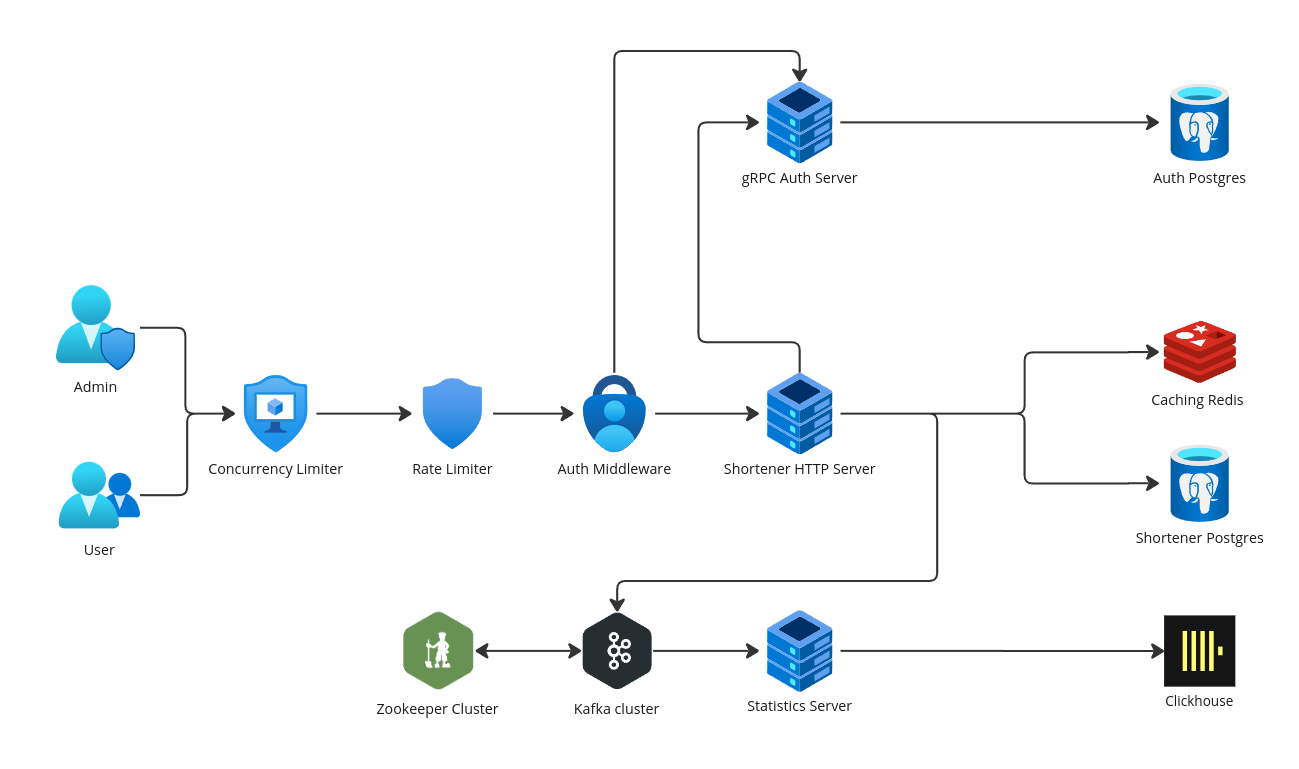 gRPC Auth Server
Auth Postgres
Admin
Caching Redis
Concurrency Limiter
Rate Limiter
Auth Middleware
Shortener HTTP Server
User
Shortener Postgres
Zookeeper Cluster
Kafka cluster
Statistics Server
Clickhouse